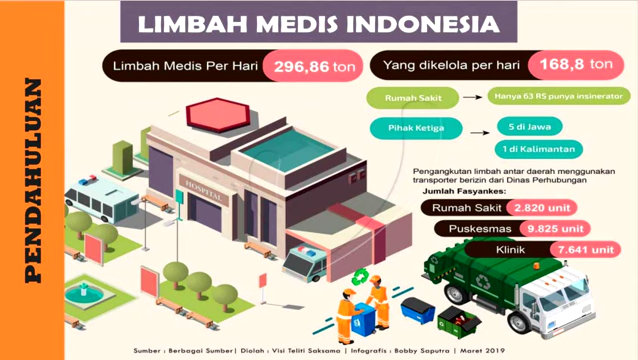 PENDAHULUAN
LIMBAH MEDIS INDONESIA
Limbah Medis Per Hari 296,86 ton
Yang dikelola per hari 168,8 ton
Rumah Sakit
Hanya 63 RS punya insinerator
Pihak Ketiga
5 di Jawa
1 di Kalimantan
Pengangkutan limbah antar daerah menggunakan
transporter berizin dari Dinas Perhubungan
Jumlah Fasyankes:
Rumah Sakit 2.820 unit
Puskesmas 9.825 unit
Klinik 7.641 unit
HOSPITAL
Sumber : Berbagai Sumber| Diolah : Visi Teliti Saksama | Infografis : Bobby Saputra | Maret 2019